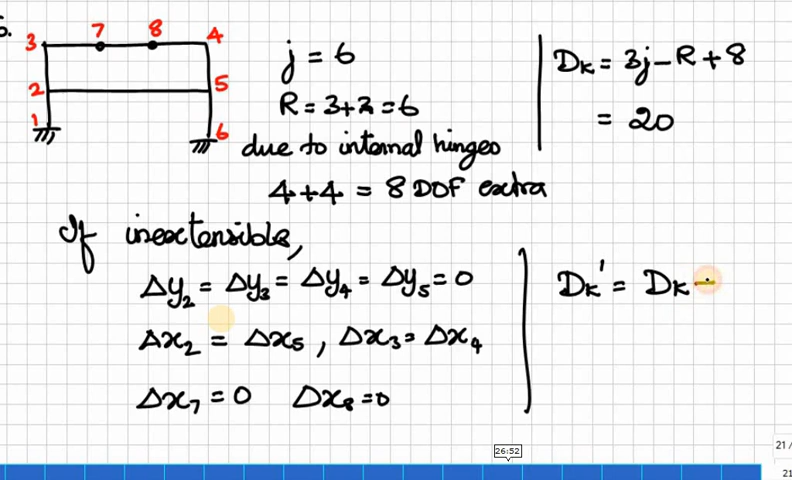 5.
3 7 8 4
2 5
1 6
j = 6
R = 3+3 = 6
due to internal hinges
4+4 = 8 DOF extra
Dk = 3j - R + 8
= 20
If inextensible,
Δy2 = Δy3 = Δy4 = Δy5 = 0
Δx2 = Δx5 , Δx3 = Δx4
Δx7 = 0 Δx8 = 0
Dk' = Dk -
26:52
21 /
21